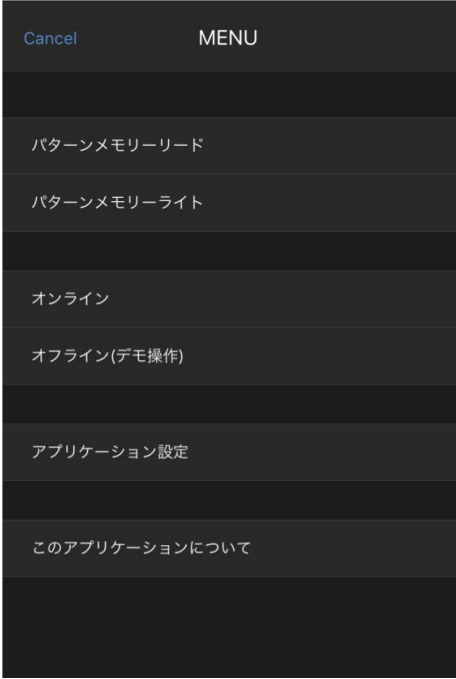 Cancel MENU
パターンメモリーリード
パターンメモリーライト
オンライン
オフライン(デモ操作)
アプリケーション設定
このアプリケーションについて